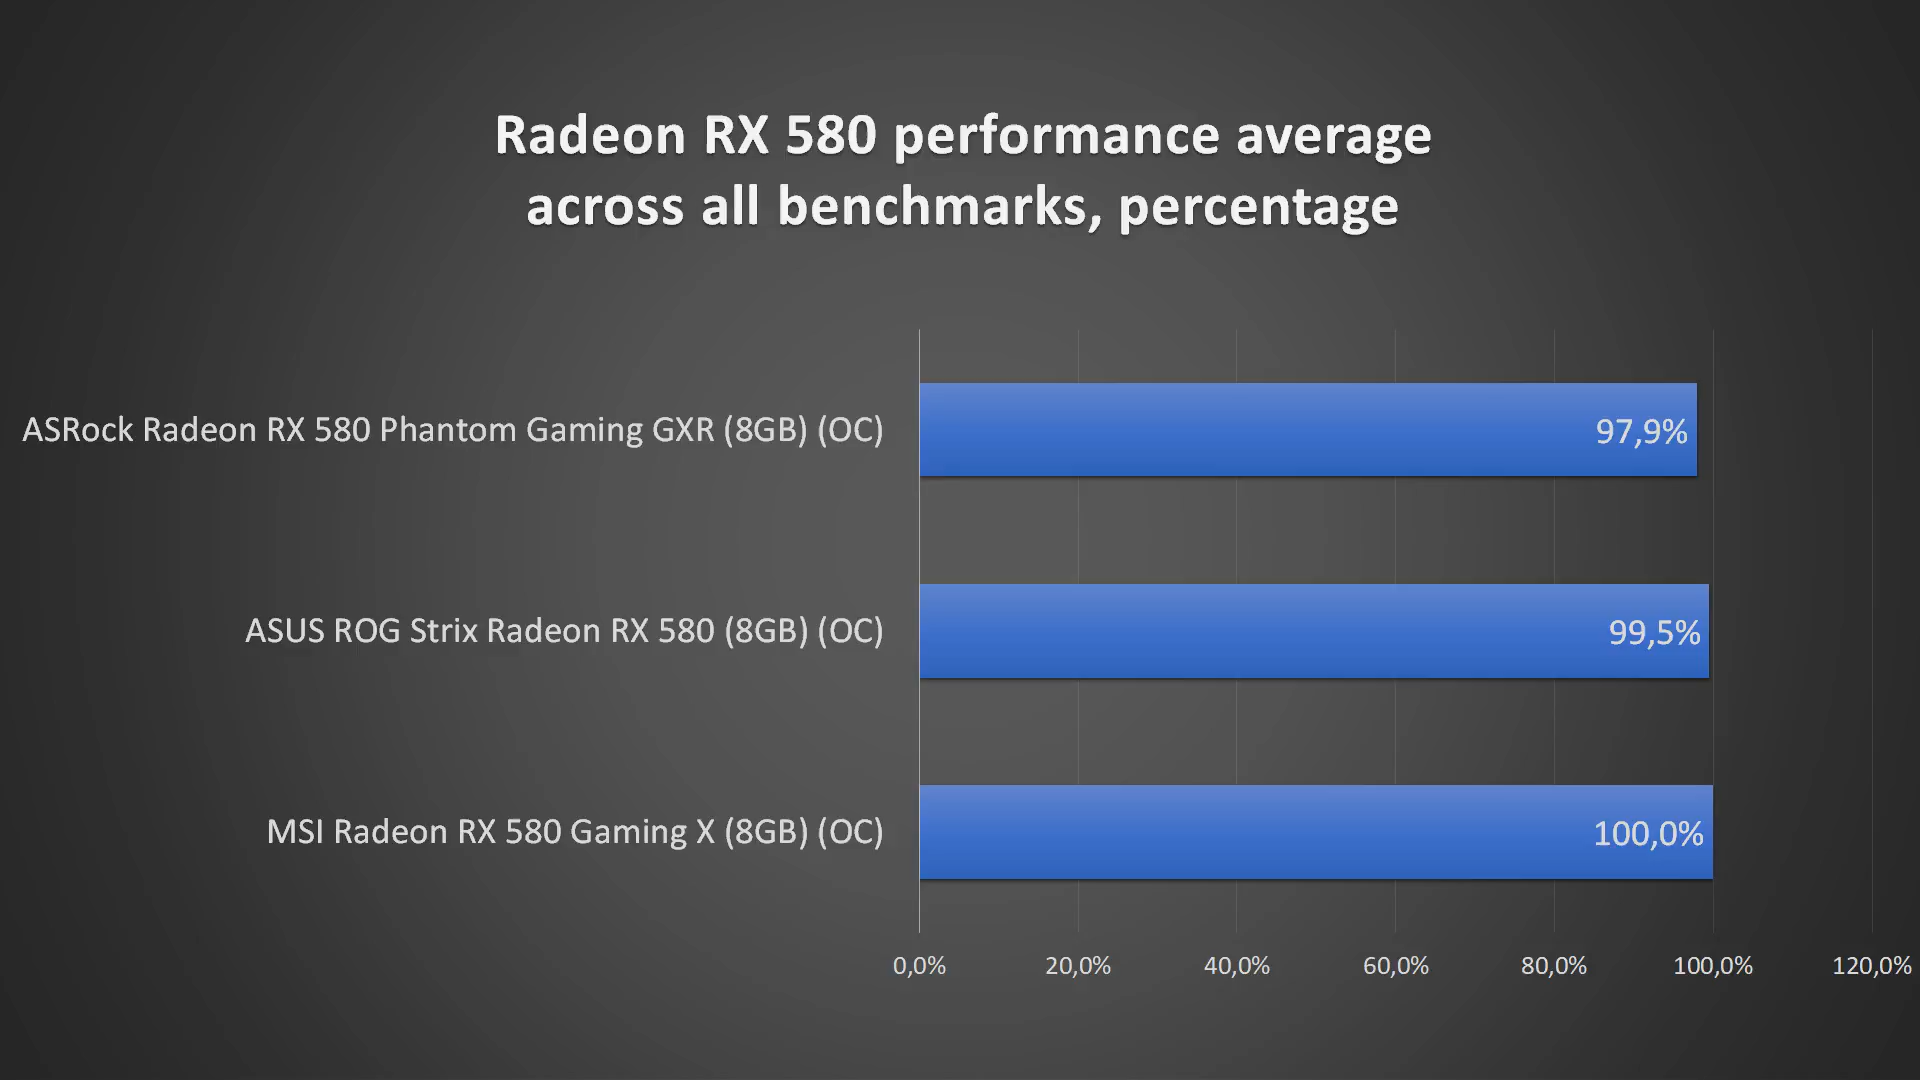 Radeon RX 580 performance average
across all benchmarks, percentage
ASRock Radeon RX 580 Phantom Gaming GXR (8GB) (OC)
97,9%
ASUS ROG Strix Radeon RX 580 (8GB) (OC)
99,5%
MSI Radeon RX 580 Gaming X (8GB) (OC)
100,0%
0,0% 20,0% 40,0% 60,0% 80,0% 100,0% 120,0%